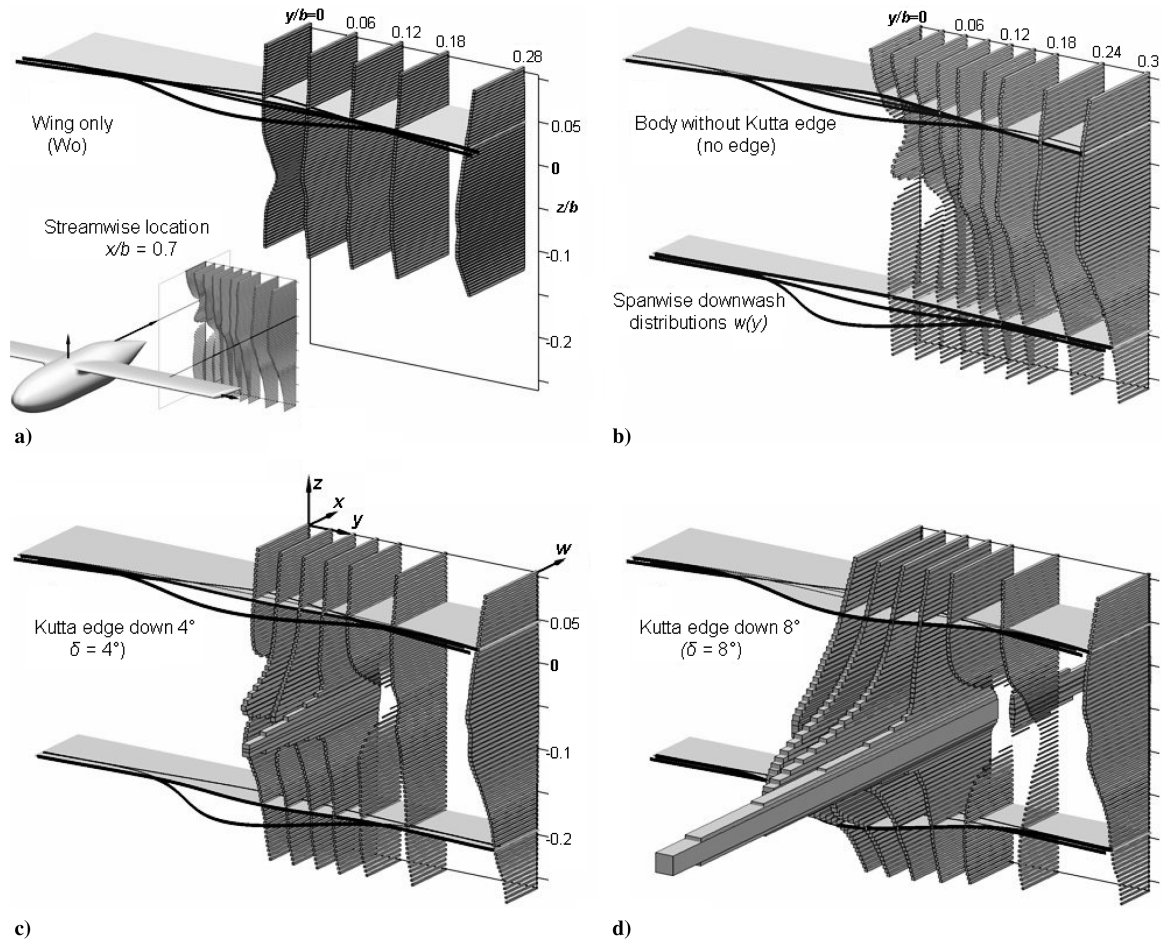 a)
y/b=0
0.06
0.12
0.18
0.28
Wing only
(Wo)
0.05
0
z/b
-0.1
-0.2
Streamwise location
x/b = 0.7
b)
y/b=0
0.06
0.12
0.18
0.24
0.3
Body without Kutta edge
(no edge)
Spanwise downwash
distributions w(y)
c)
z
x
y
w
Kutta edge down 4°
δ = 4°)
0.05
0
-0.1
-0.2
d)
Kutta edge down 8°
(δ = 8°)